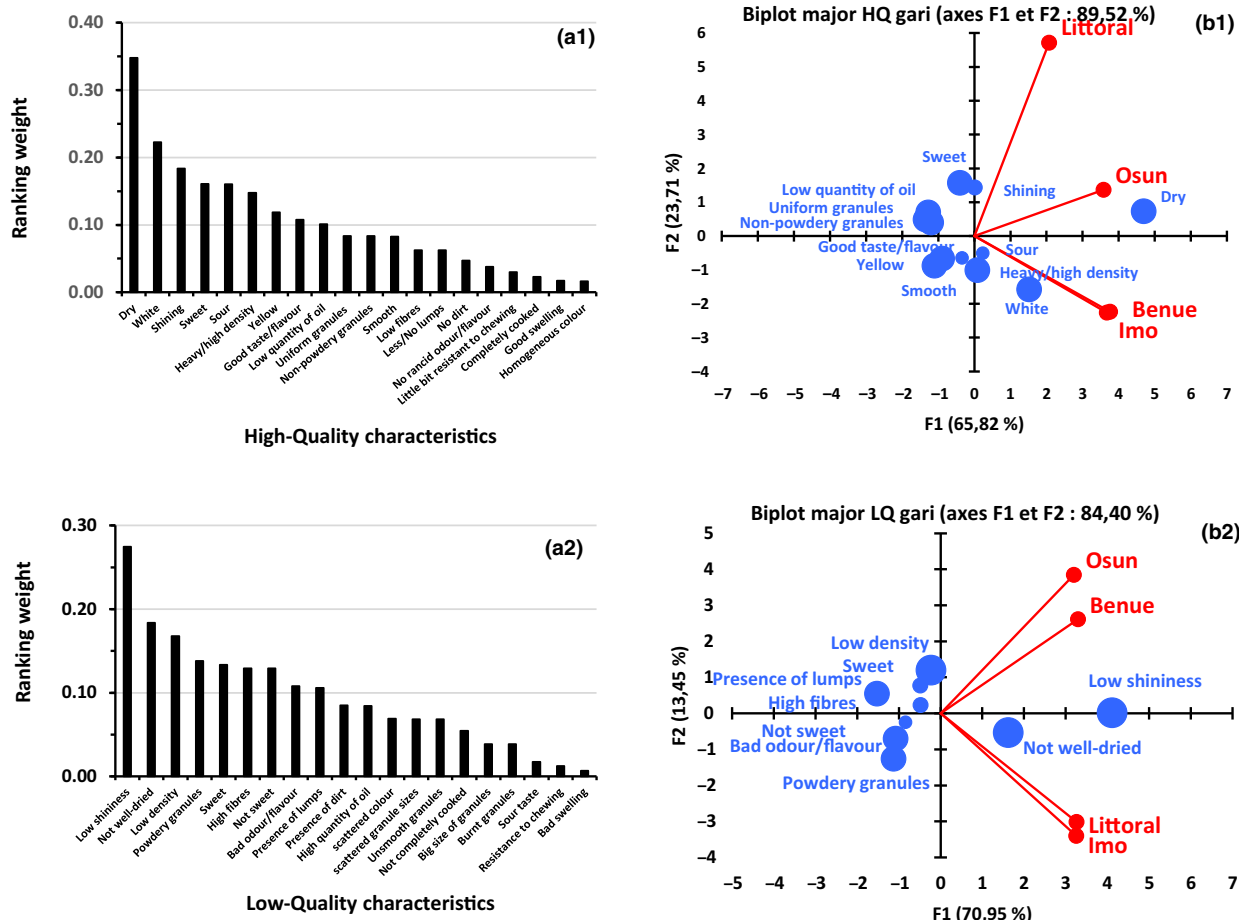 0.40
0.30
0.20
0.10
0.00
Ranking weight
(a1)
Dry
White
Shining
Sweet
Sour
Heavy/high density
Yellow
Good taste/flavour
Low quantity of oil
Uniform granules
Non-powdery granules
Smooth
Low fibres
Less/No lumps
No dirt
No rancid odour/flavour
Little bit resistant to chewing
Completely cooked
Good swelling
Homogeneous colour
High-Quality characteristics
Biplot major HQ gari (axes F1 et F2 : 89,52 %)
(b1)
6
5
4
3
2
1
0
–1
–2
–3
–4
F2 (23,71 %)
Littoral
Sweet
Osun
Low quantity of oil
Shining
Dry
Uniform granules
Non-powdery granules
Good taste/flavour
Sour
Yellow
Heavy/high density
Smooth
White
Benue
Imo
–7 –6 –5 –4 –3 –2 –1 0 1 2 3 4 5 6 7
F1 (65,82 %)
0.30
0.20
0.10
0.00
Ranking weight
(a2)
Low shininess
Not well-dried
Low density
Powdery granules
Sweet
High fibres
Not sweet
Bad odour/flavour
Presence of lumps
Presence of dirt
High quantity of oil
scattered colour
scattered granule sizes
Unsmooth granules
Not completely cooked
Big size of granules
Burnt granules
Sour taste
Resistance to chewing
Bad swelling
Low-Quality characteristics
Biplot major LQ gari (axes F1 et F2 : 84,40 %)
(b2)
5
4
3
2
1
0
–1
–2
–3
–4
F2 (13,45 %)
Osun
Benue
Low density
Sweet
Presence of lumps
Low shininess
High fibres
Not sweet
Bad odour/flavour
Not well-dried
Powdery granules
Littoral
Imo
–5 –4 –3 –2 –1 0 1 2 3 4 5 6 7
F1 (70,95 %)